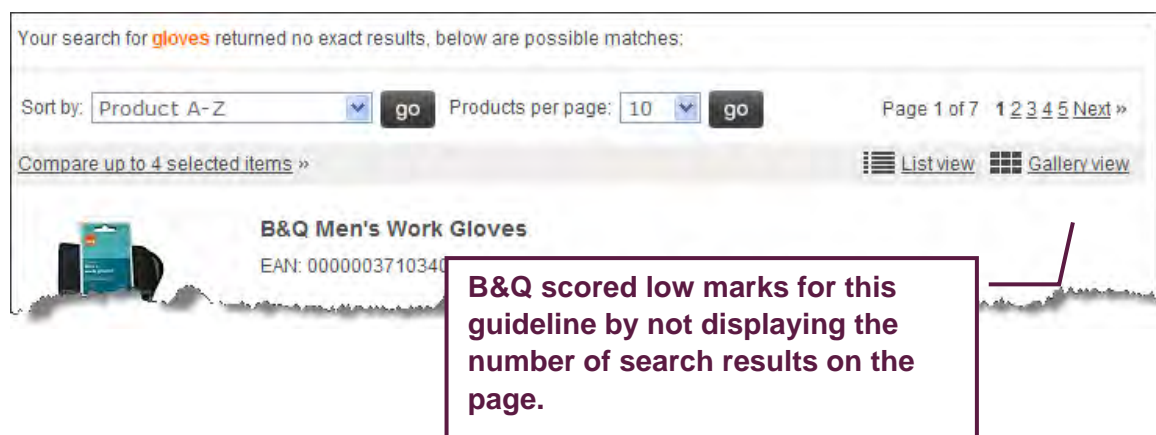 Your search for gloves returned no exact results, below are possible matches:
Sort by: Product A-Z go Products per page: 10 go Page 1 of 7 1 2 3 4 5 Next »
Compare up to 4 selected items » List view Gallery view
B&Q Men's Work Gloves
EAN: 0000003710340
B&Q scored low marks for this
guideline by not displaying the
number of search results on the
page.